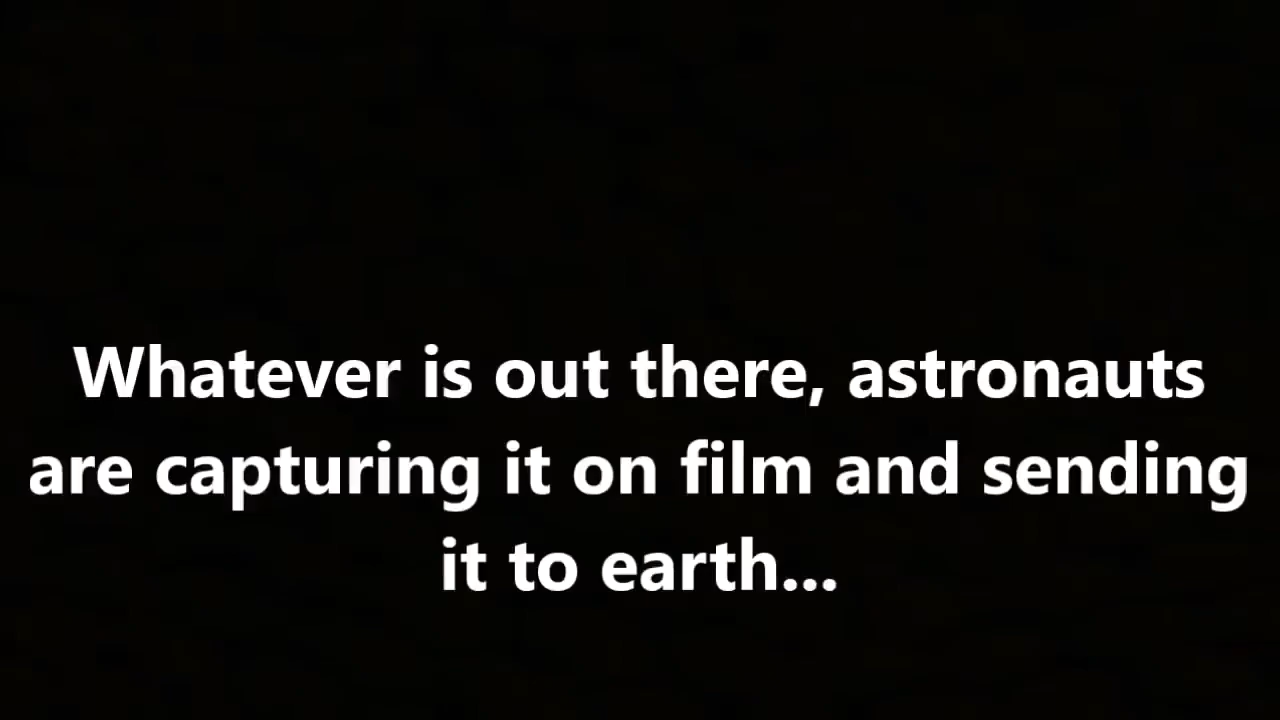 Whatever is out there, astronauts
are capturing it on film and sending
it to earth...